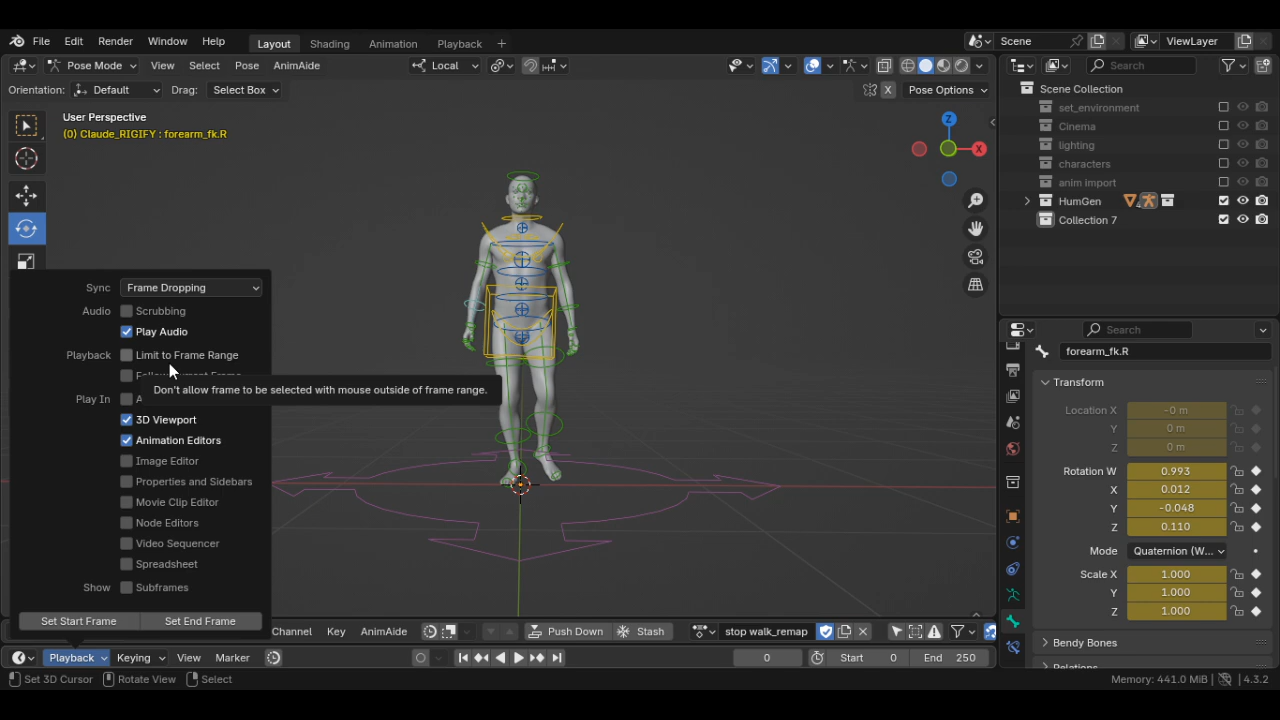 File Edit Render Window Help Layout Shading Animation Playback + Scene ViewLayer
Pose Mode View Select Pose AnimAide Local Search
Orientation: Default Drag: Select Box X Pose Options
User Perspective
(0) Claude_RIGIFY : forearm_fk.R
Z
X
Scene Collection
set_environment
Cinema
lighting
characters
anim import
HumGen
Collection 7
Sync Frame Dropping
Audio Scrubbing
Play Audio
Playback Limit to Frame Range
Don't allow frame to be selected with mouse outside of frame range.
Play In
3D Viewport
Animation Editors
Image Editor
Properties and Sidebars
Movie Clip Editor
Node Editors
Video Sequencer
Spreadsheet
Show Subframes
Set Start Frame Set End Frame
Search
forearm_fk.R
Transform
Location X -0 m
Y 0 m
Z 0 m
Rotation W 0.993
X 0.012
Y -0.048
Z 0.110
Mode Quaternion (W...
Scale X 1.000
Y 1.000
Z 1.000
Bendy Bones
Channel Key AnimAide Push Down Stash stop walk_remap
Playback Keying View Marker 0 Start 0 End 250
Set 3D Cursor Rotate View Select Memory: 441.0 MiB 4.3.2